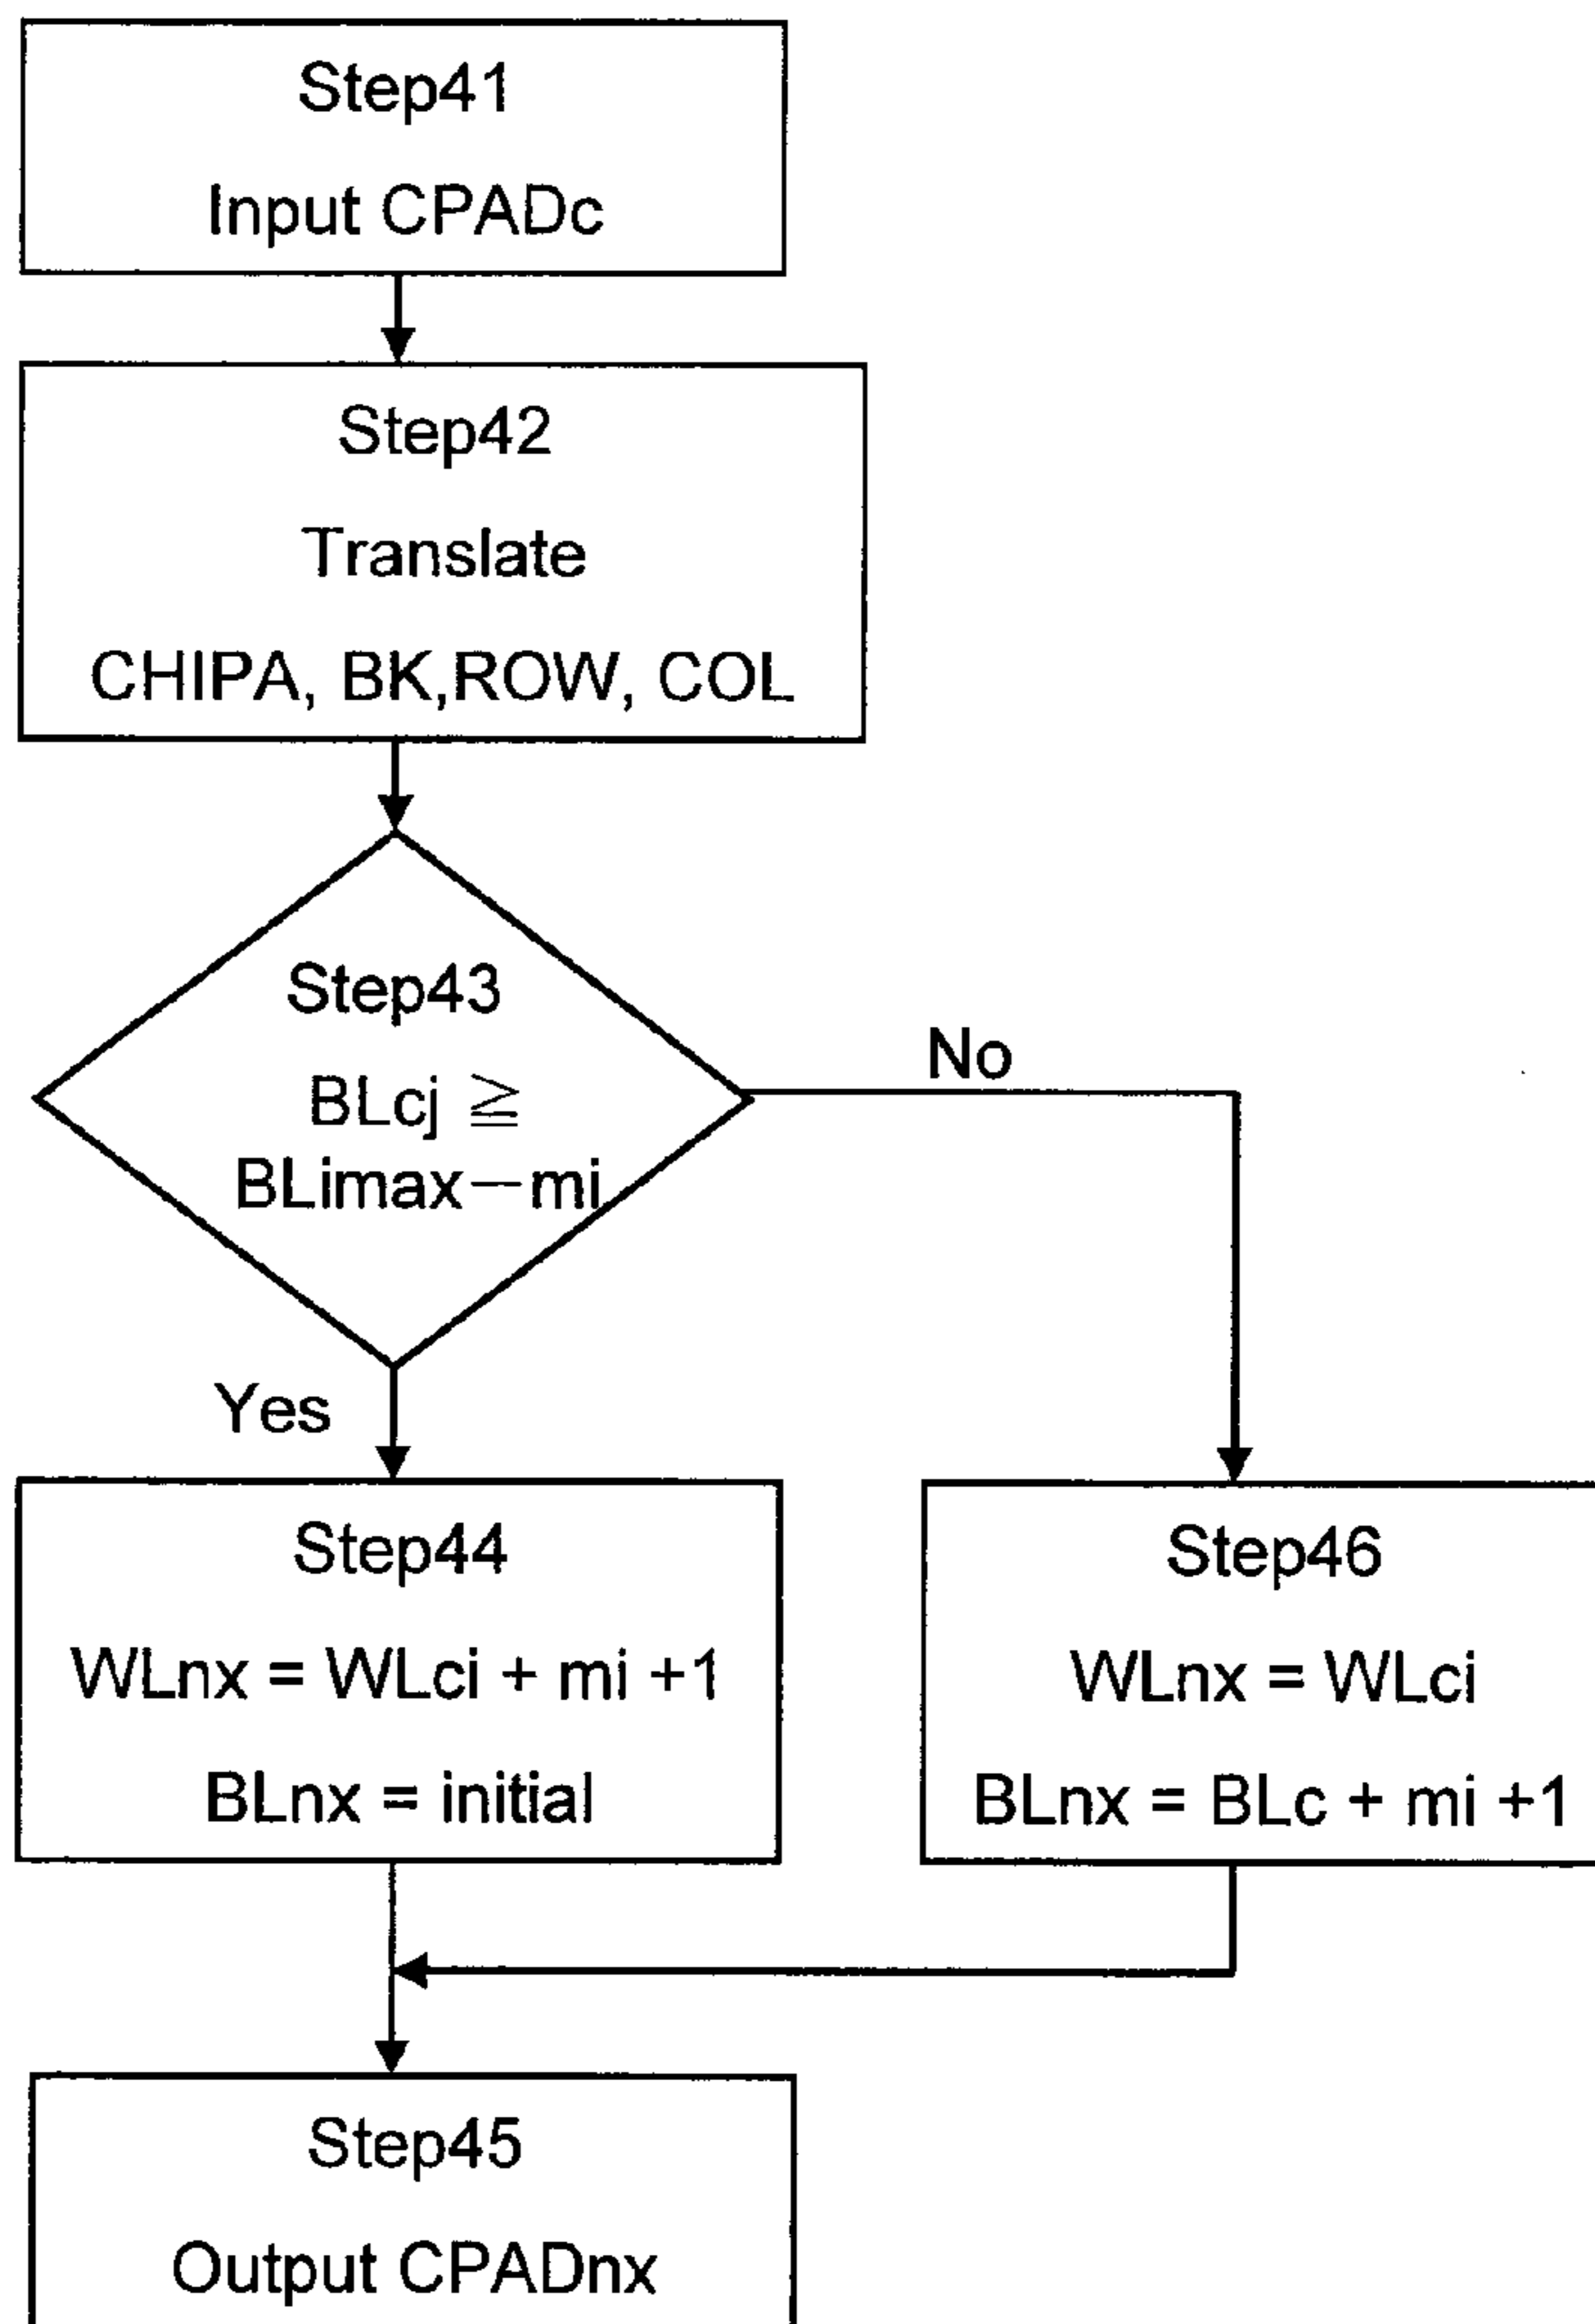 Step41
Input CPADc
Step42
Translate
CHIPA, BK,ROW, COL
Step43
BLcj ≧
BLimax－mi
No
Yes
Step44
WLnx = WLci + mi +1
BLnx = initial
Step46
WLnx = WLci
BLnx = BLc + mi +1
Step45
Output CPADnx